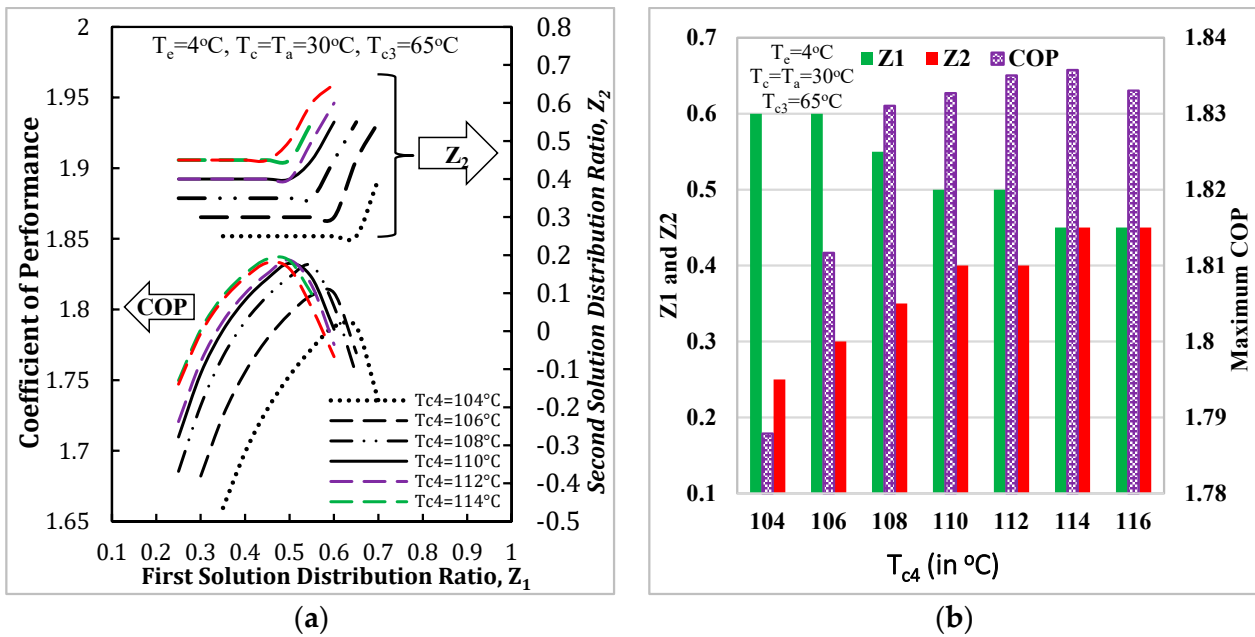 Te=4°C, Tc=Ta=30°C, Tc3=65°C
Coefficient of Performance
2
1.95
1.9
1.85
1.8
1.75
1.7
1.65
0.8
0.7
0.6
0.5
0.4
0.3
0.2
0.1
0
-0.1
-0.2
-0.3
-0.4
-0.5
Second Solution Distribution Ratio, Z2
Z2
COP
Tc4=104°C
Tc4=106°C
Tc4=108°C
Tc4=110°C
Tc4=112°C
Tc4=114°C
0.1 0.2 0.3 0.4 0.5 0.6 0.7 0.8 0.9 1
First Solution Distribution Ratio, Z1
(a)
Te=4°C
Tc=Ta=30°C
Tc3=65°C
Z1 Z2 COP
Z1 and Z2
0.7
0.6
0.5
0.4
0.3
0.2
0.1
1.84
1.83
1.82
1.81
1.8
1.79
1.78
Maximum COP
104 106 108 110 112 114 116
Tc4 (in °C)
(b)